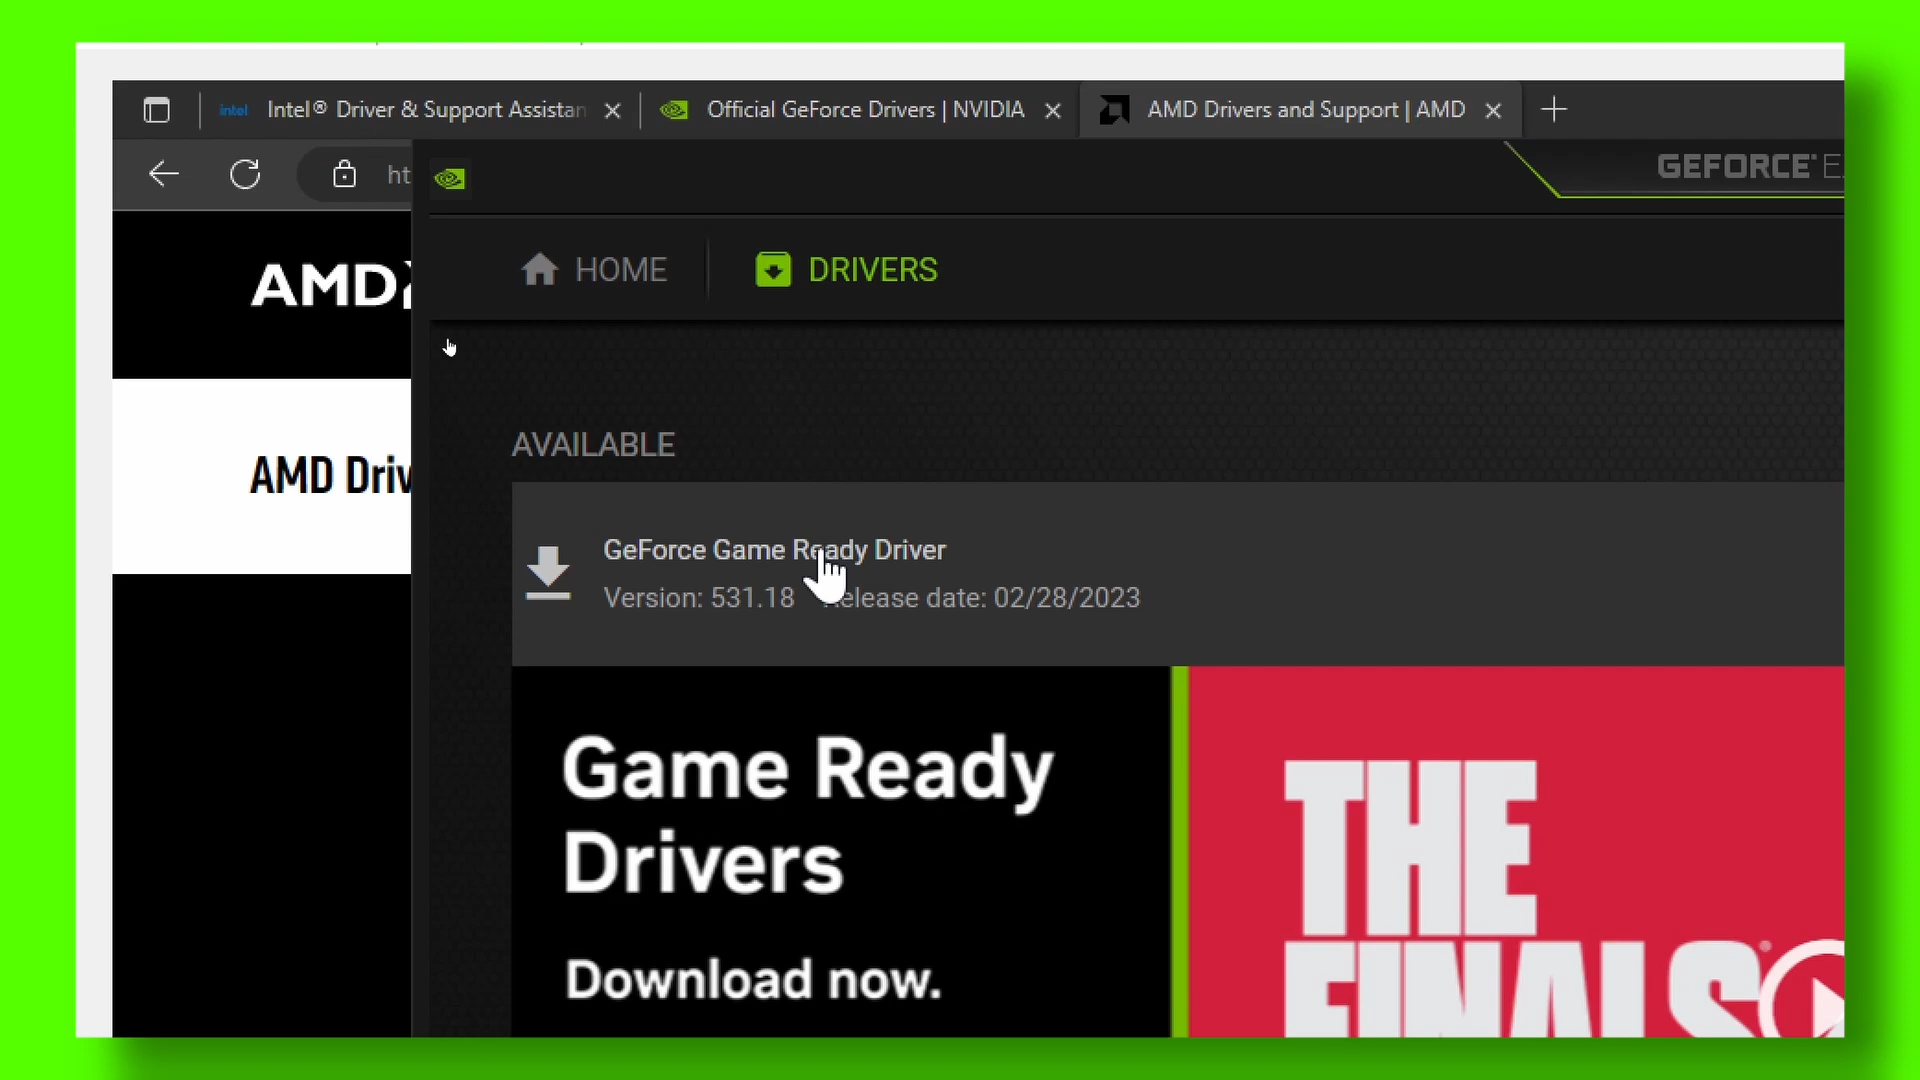 intel Intel® Driver & Support Assistan
Official GeForce Drivers | NVIDIA
AMD Drivers and Support | AMD
ht
GEFORCE® E
AMD
HOME
DRIVERS
AVAILABLE
AMD Driv
GeForce Game Ready Driver
Version: 531.18 Release date: 02/28/2023
Game Ready
Drivers
Download now.
THE
FINALS